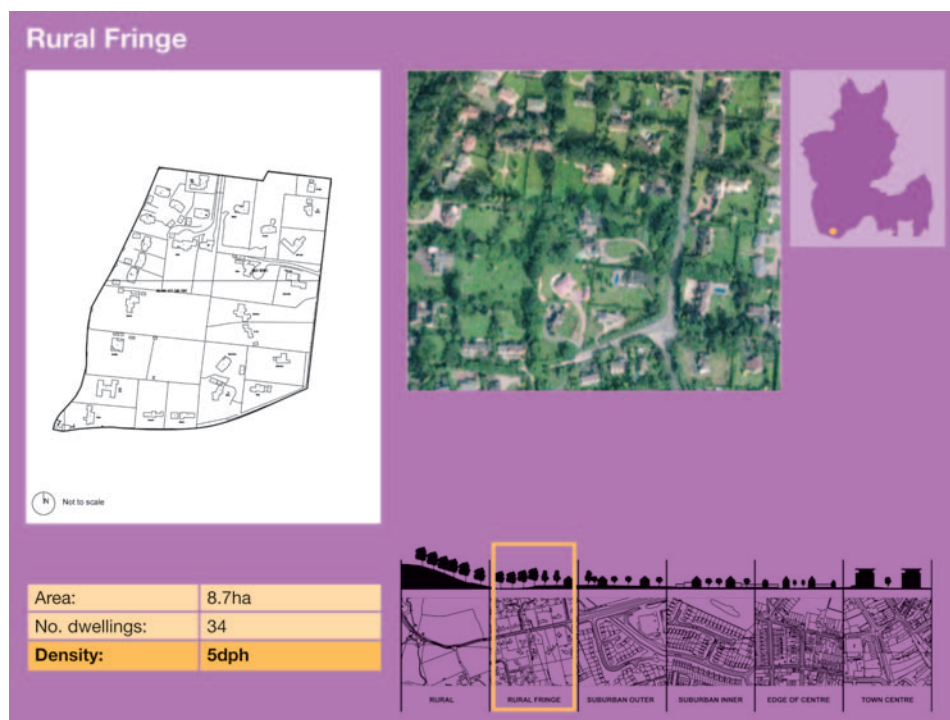 Rural Fringe
N
Not to scale
Area: 8.7ha
No. dwellings: 34
Density: 5dph
RURAL
RURAL FRINGE
SUBURBAN OUTER
SUBURBAN INNER
EDGE OF CENTRE
TOWN CENTRE